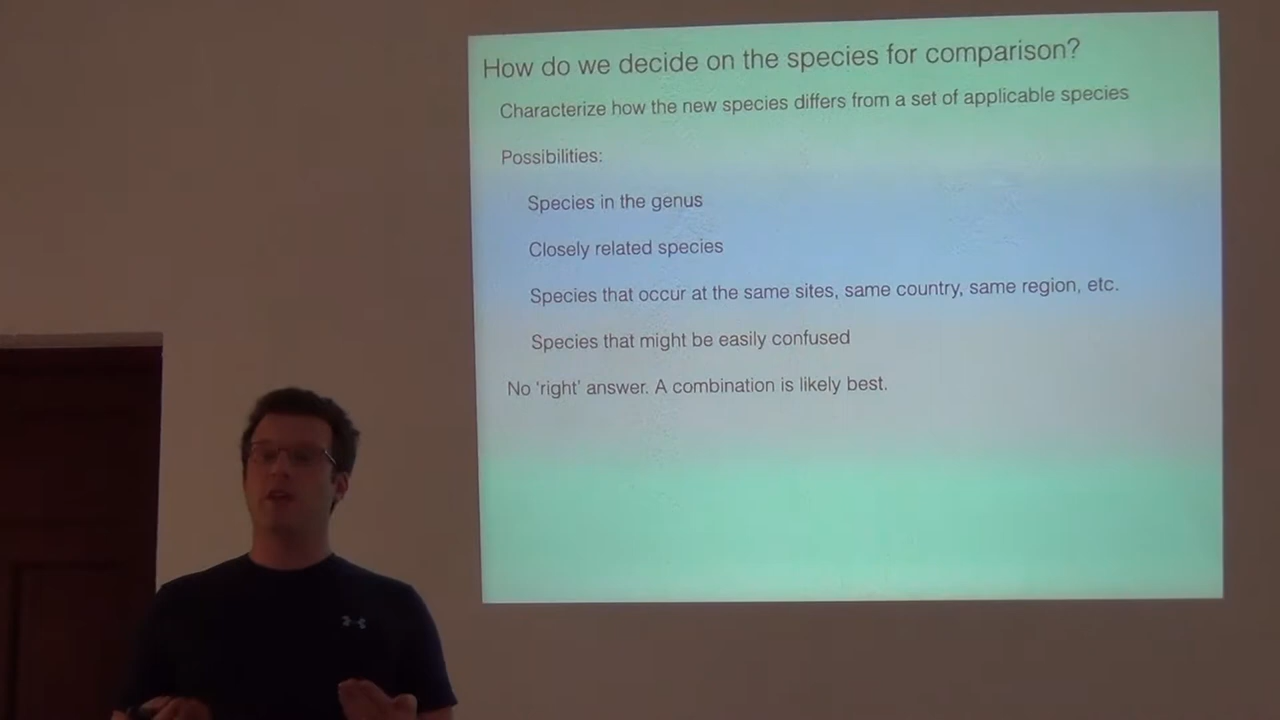 How do we decide on the species for comparison?
Characterize how the new species differs from a set of applicable species
Possibilities:
Species in the genus
Closely related species
Species that occur at the same sites, same country, same region, etc.
Species that might be easily confused
No ‘right’ answer. A combination is likely best.